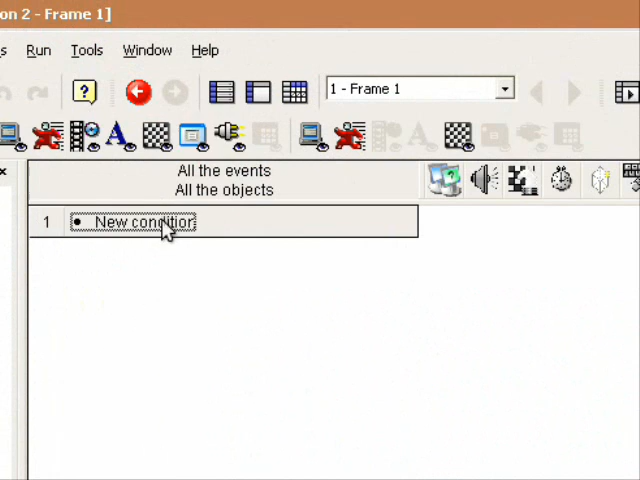 on 2 - Frame 1]
s Run Tools Window Help
1 - Frame 1
All the events
All the objects
1 New condition